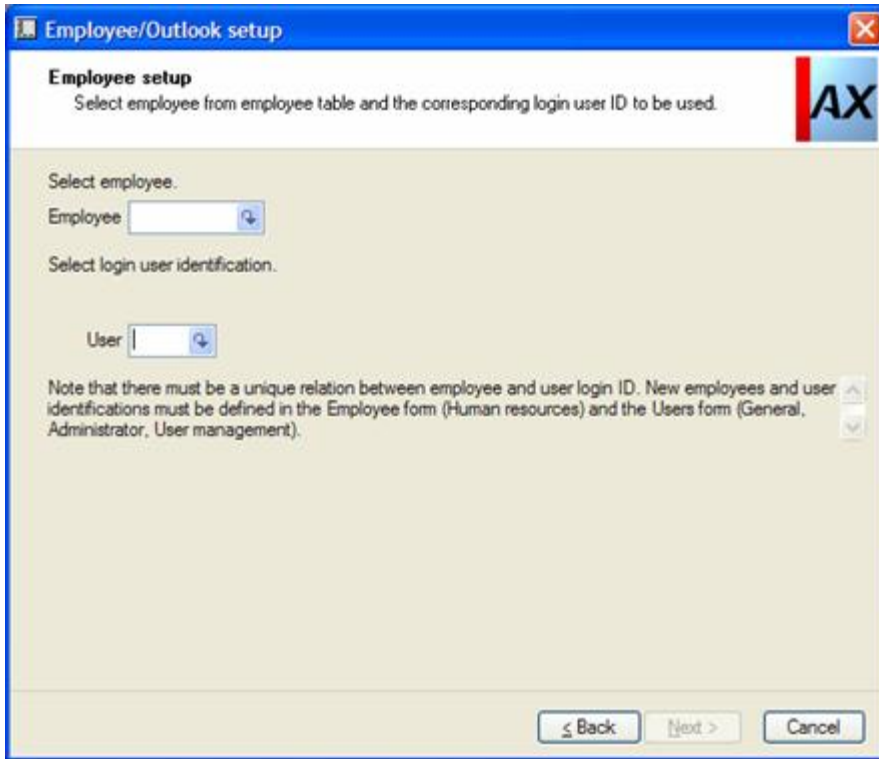 Employee/Outlook setup
Employee setup
Select employee from employee table and the corresponding login user ID to be used.
AX
Select employee.
Employee
Select login user identification.
User
Note that there must be a unique relation between employee and user login ID. New employees and user
identifications must be defined in the Employee form (Human resources) and the Users form (General,
Administrator, User management).
< Back
Next >
Cancel